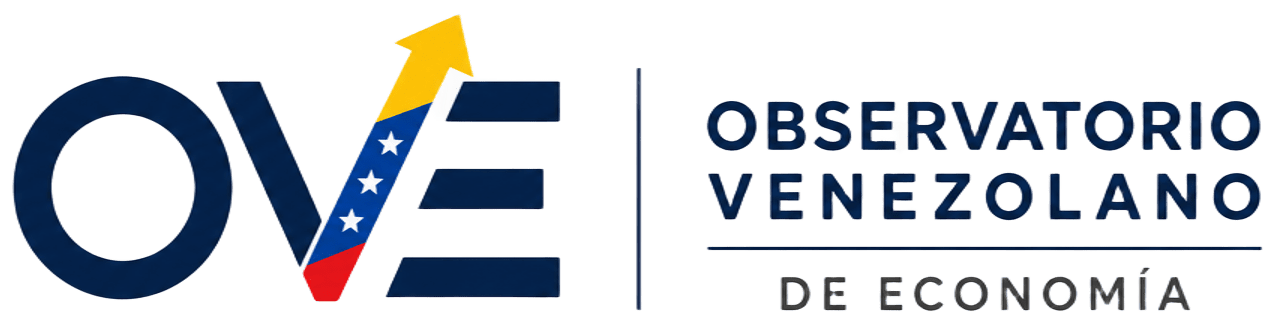 OVE
OBSERVATORIO
VENEZOLANO
DE ECONOMÍA